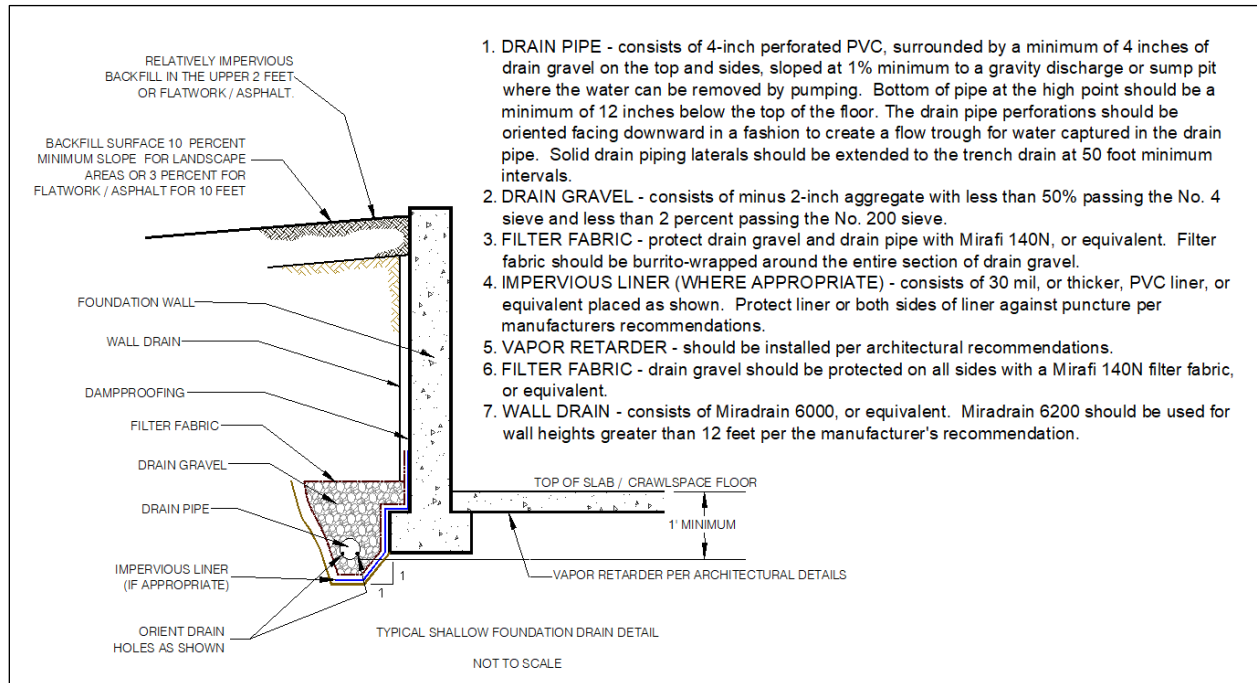 RELATIVELY IMPERVIOUS
BACKFILL IN THE UPPER 2 FEET
OR FLATWORK / ASPHALT.
BACKFILL SURFACE 10 PERCENT
MINIMUM SLOPE FOR LANDSCAPE
AREAS OR 3 PERCENT FOR
FLATWORK / ASPHALT FOR 10 FEET
FOUNDATION WALL
WALL DRAIN
DAMPPROOFING
FILTER FABRIC
DRAIN GRAVEL
DRAIN PIPE
IMPERVIOUS LINER
(IF APPROPRIATE)
ORIENT DRAIN
HOLES AS SHOWN
1. DRAIN PIPE - consists of 4-inch perforated PVC, surrounded by a minimum of 4 inches of
drain gravel on the top and sides, sloped at 1% minimum to a gravity discharge or sump pit
where the water can be removed by pumping. Bottom of pipe at the high point should be a
minimum of 12 inches below the top of the floor. The drain pipe perforations should be
oriented facing downward in a fashion to create a flow trough for water captured in the drain
pipe. Solid drain piping laterals should be extended to the trench drain at 50 foot minimum
intervals.
2. DRAIN GRAVEL - consists of minus 2-inch aggregate with less than 50% passing the No. 4
sieve and less than 2 percent passing the No. 200 sieve.
3. FILTER FABRIC - protect drain gravel and drain pipe with Mirafi 140N, or equivalent. Filter
fabric should be burrito-wrapped around the entire section of drain gravel.
4. IMPERVIOUS LINER (WHERE APPROPRIATE) - consists of 30 mil, or thicker, PVC liner, or
equivalent placed as shown. Protect liner or both sides of liner against puncture per
manufacturers recommendations.
5. VAPOR RETARDER - should be installed per architectural recommendations.
6. FILTER FABRIC - drain gravel should be protected on all sides with a Mirafi 140N filter fabric,
or equivalent.
7. WALL DRAIN - consists of Miradrain 6000, or equivalent. Miradrain 6200 should be used for
wall heights greater than 12 feet per the manufacturer's recommendation.
TOP OF SLAB / CRAWLSPACE FLOOR
1' MINIMUM
VAPOR RETARDER PER ARCHITECTURAL DETAILS
1
1
TYPICAL SHALLOW FOUNDATION DRAIN DETAIL
NOT TO SCALE